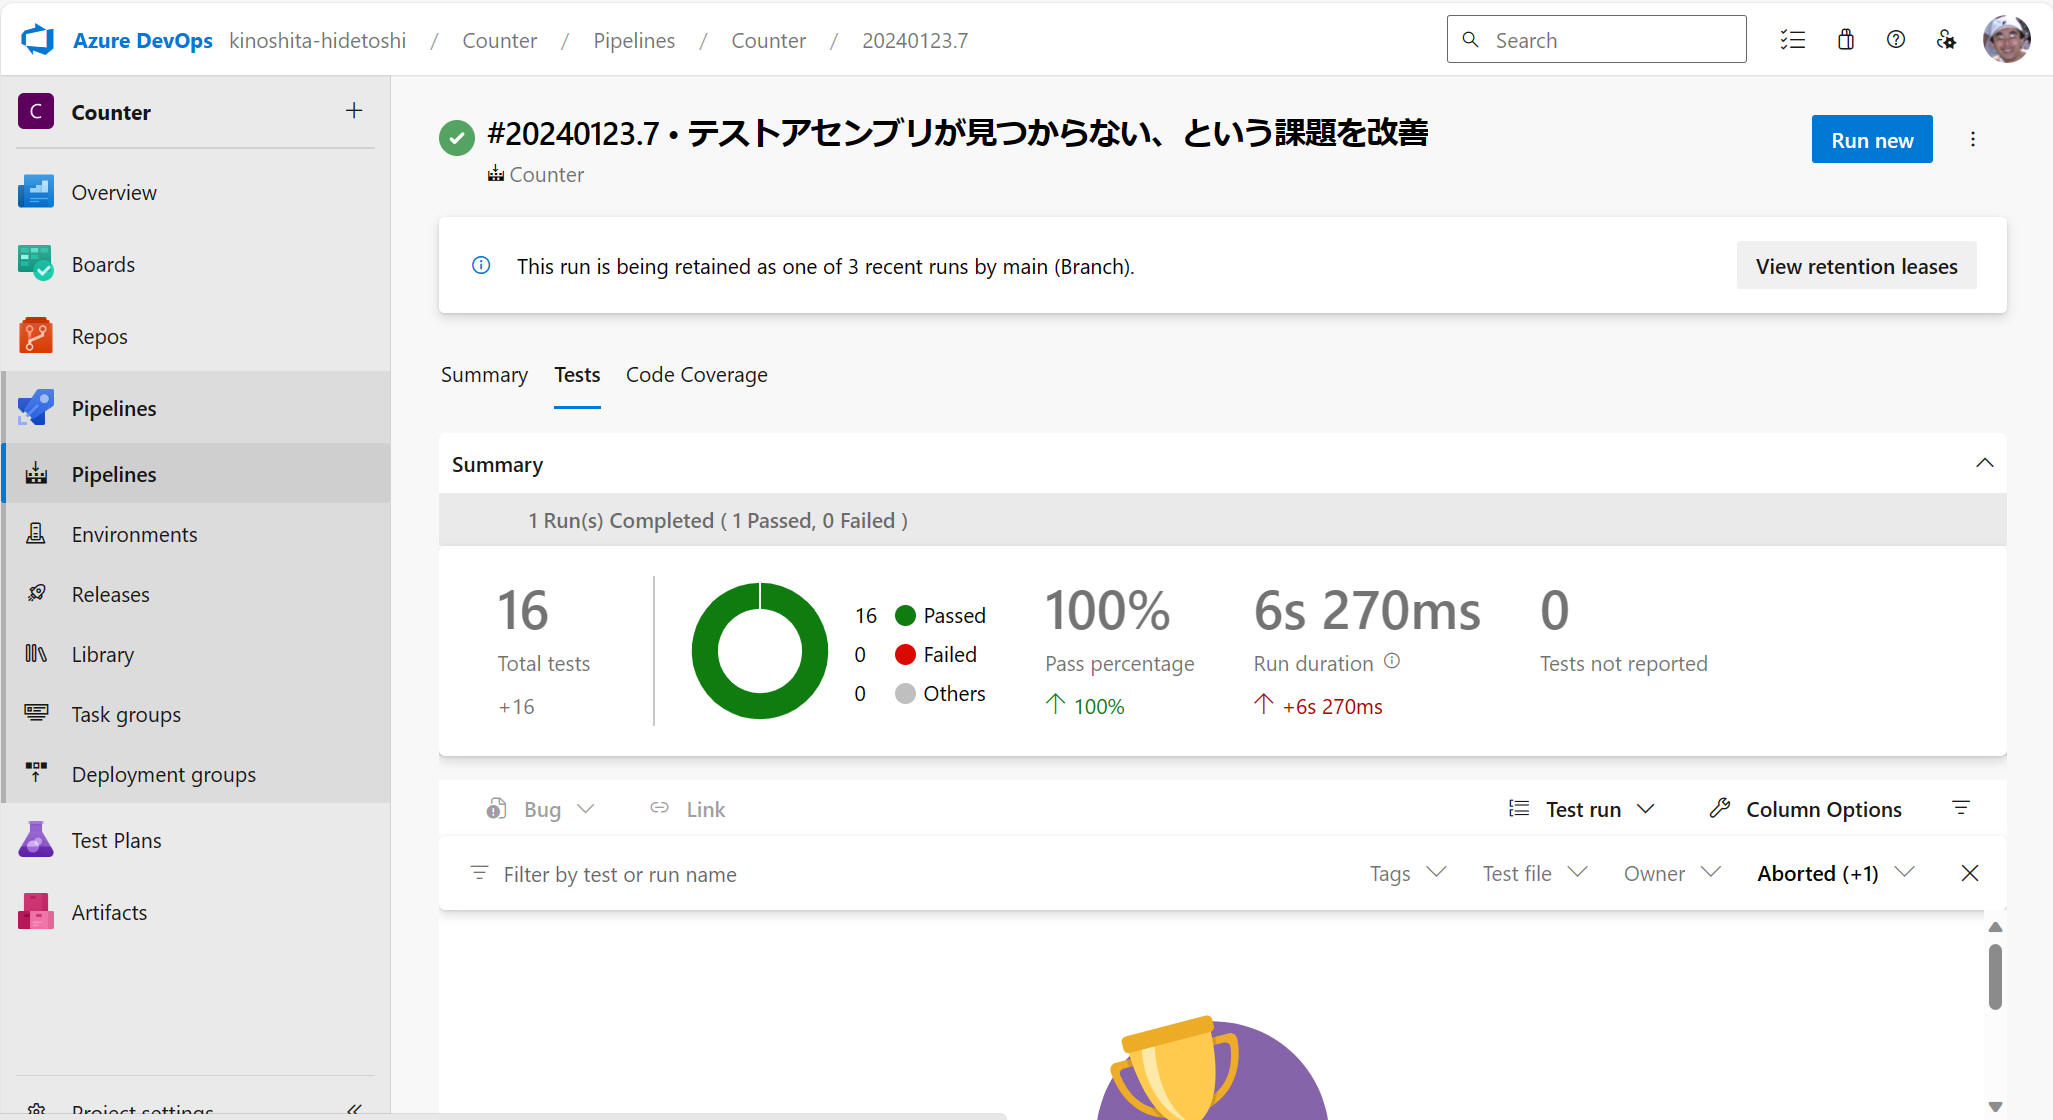 Azure DevOps kinoshita-hidetoshi / Counter / Pipelines / Counter / 20240123.7
Search
C Counter
Overview
Boards
Repos
Pipelines
Pipelines
Environments
Releases
Library
Task groups
Deployment groups
Test Plans
Artifacts
Project settings
#20240123.7 • テストアセンブリが見つからない、という課題を改善
Counter
Run new
This run is being retained as one of 3 recent runs by main (Branch).
View retention leases
Summary Tests Code Coverage
Summary
1 Run(s) Completed ( 1 Passed, 0 Failed )
16
Total tests
+16
16 Passed
0 Failed
0 Others
100%
Pass percentage
100%
6s 270ms
Run duration
+6s 270ms
0
Tests not reported
Bug Link Test run Column Options
Filter by test or run name Tags Test file Owner Aborted (+1)